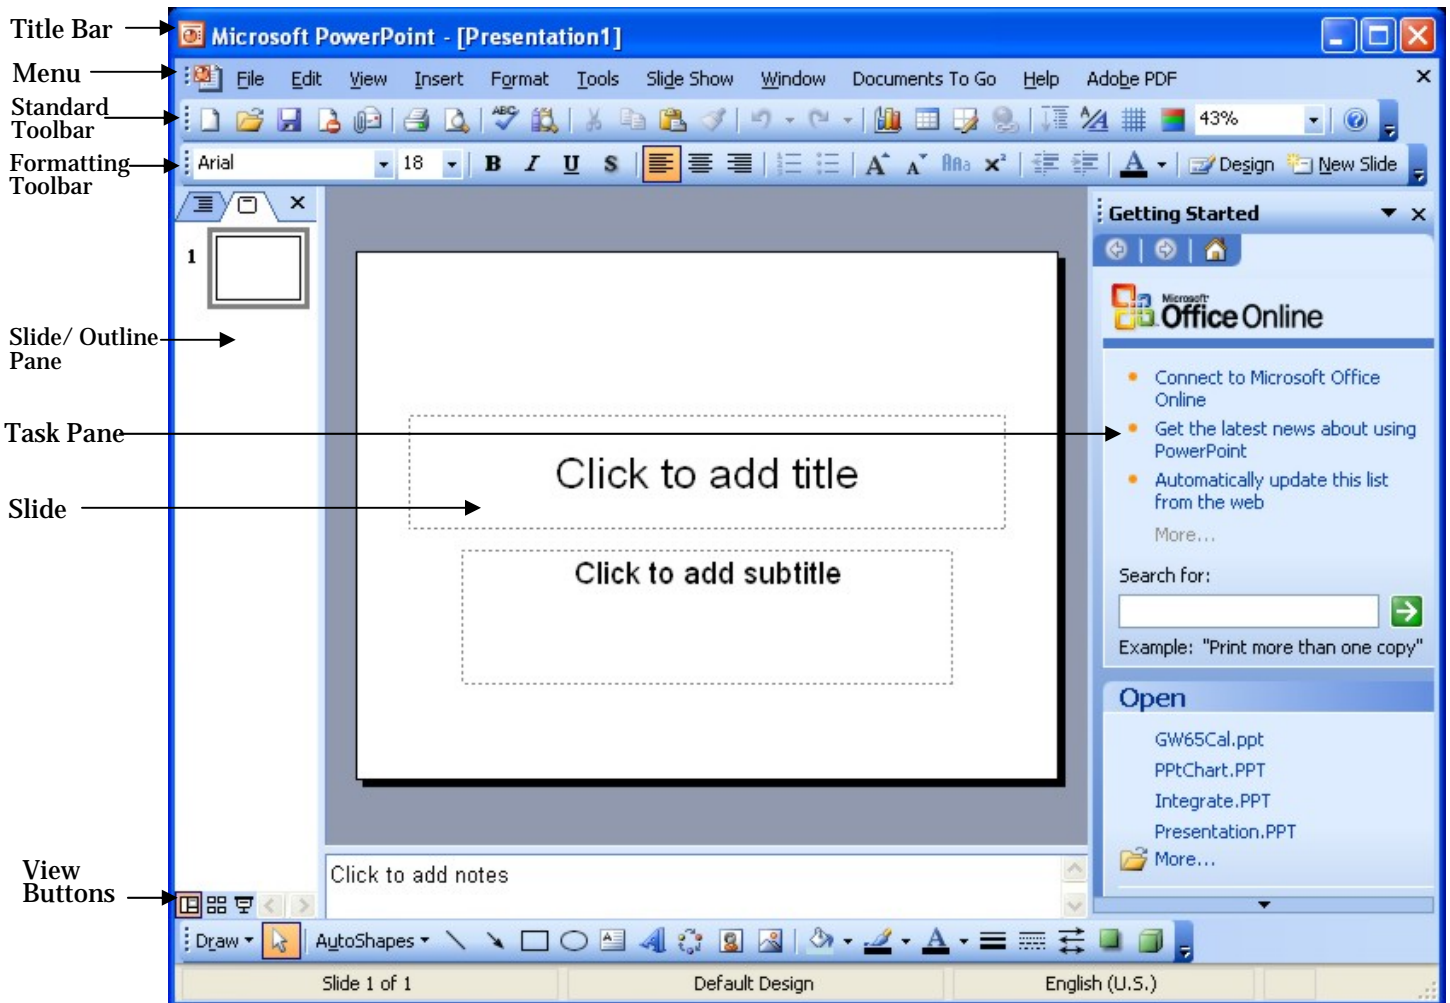 Title Bar
Microsoft PowerPoint - [Presentation1]
Menu
File Edit View Insert Format Tools Slide Show Window Documents To Go Help Adobe PDF
Standard
Toolbar
ABC
43%
Formatting
Toolbar
Arial 18 B I U S A A AAa x² A Design New Slide
1
Slide/ Outline
Pane
Task Pane
Slide
View
Buttons
Click to add title
Click to add subtitle
Click to add notes
Getting Started
Microsoft
Office Online
Connect to Microsoft Office
Online
Get the latest news about using
PowerPoint
Automatically update this list
from the web
More...
Search for:
Example: "Print more than one copy"
Open
GW65Cal.ppt
PPtChart.PPT
Integrate.PPT
Presentation.PPT
More...
Draw AutoShapes A A
Slide 1 of 1 Default Design English (U.S.)